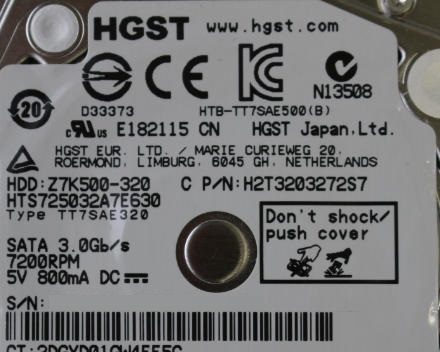 HGST www.hgst.com
N13508
20
D33373 HTB-TT7SAE500(B)
c RU us E182115 CN HGST Japan, Ltd.
HGST EUR. LTD. / MARIE CURIEWEG 20,
ROERMOND, LIMBURG, 6045 GH, NETHERLANDS
HDD:Z7K500-320 C P/N:H2T3203272S7
HTS725032A7E630
Type TT7SAE320
Don't shock/
push cover
SATA 3.0Gb/s
7200RPM
5V 800mA DC
S/N: